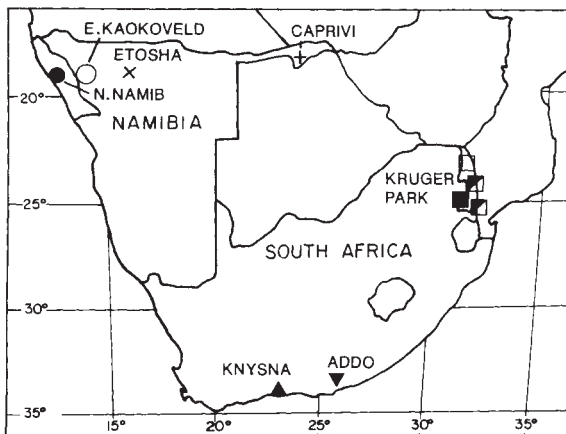 E.KAOKOVELD
CAPRIVI
ETOSHA
20°
N.NAMIB
NAMIBIA
KRUGER
PARK
25°
SOUTH AFRICA
30°
KNYSNA
ADDO
35°
15°
20°
25°
30°
35°